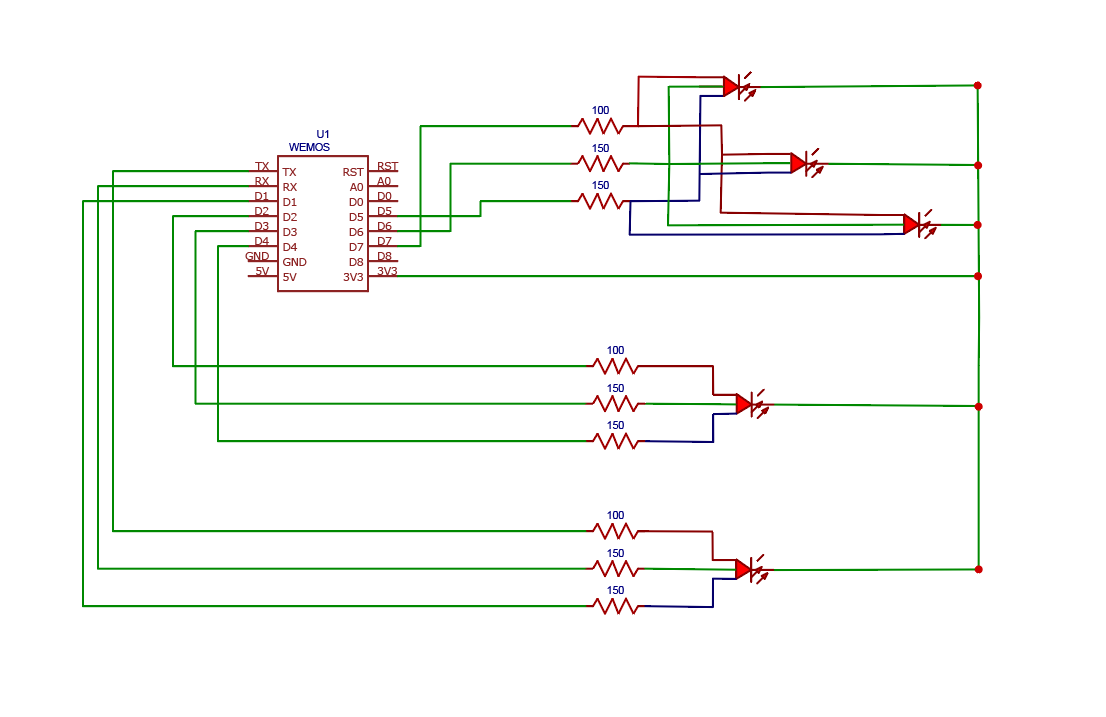 100
U1
WEMOS
150
TX TX RST RST
RX RX A0 A0
150
D1 D1 D0 D0
D2 D2 D5 D5
D3 D3 D6 D6
D4 D4 D7 D7
GND GND D8 D8
5V 5V 3V3 3V3
100
150
150
100
150
150